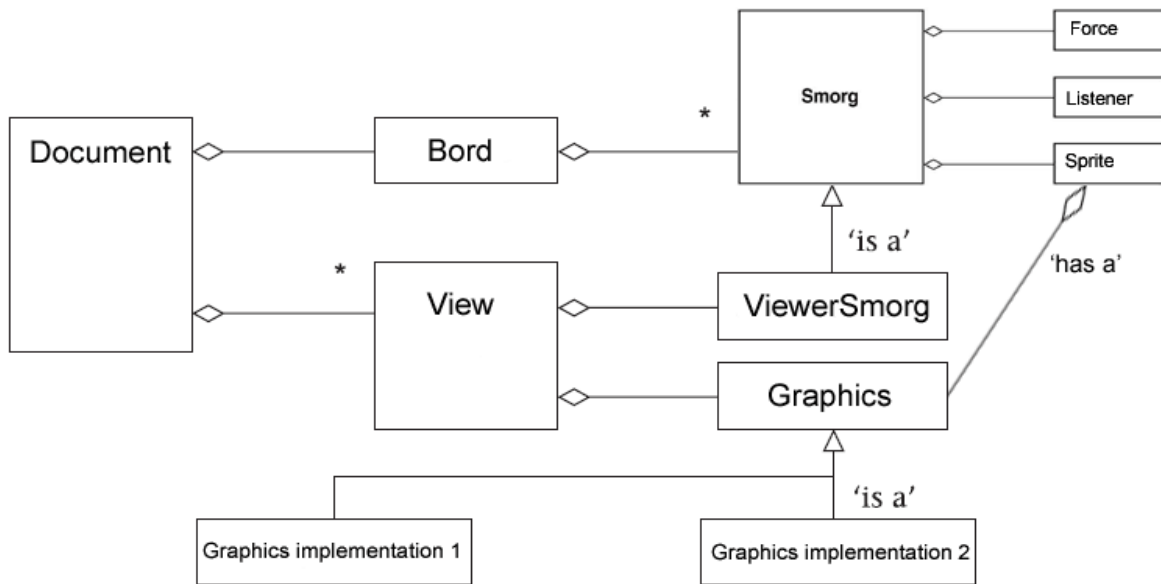 Force
Smorg
Listener
*
Document
Bord
Sprite
'is a'
'has a'
*
View
ViewerSmorg
Graphics
'is a'
Graphics implementation 1
Graphics implementation 2